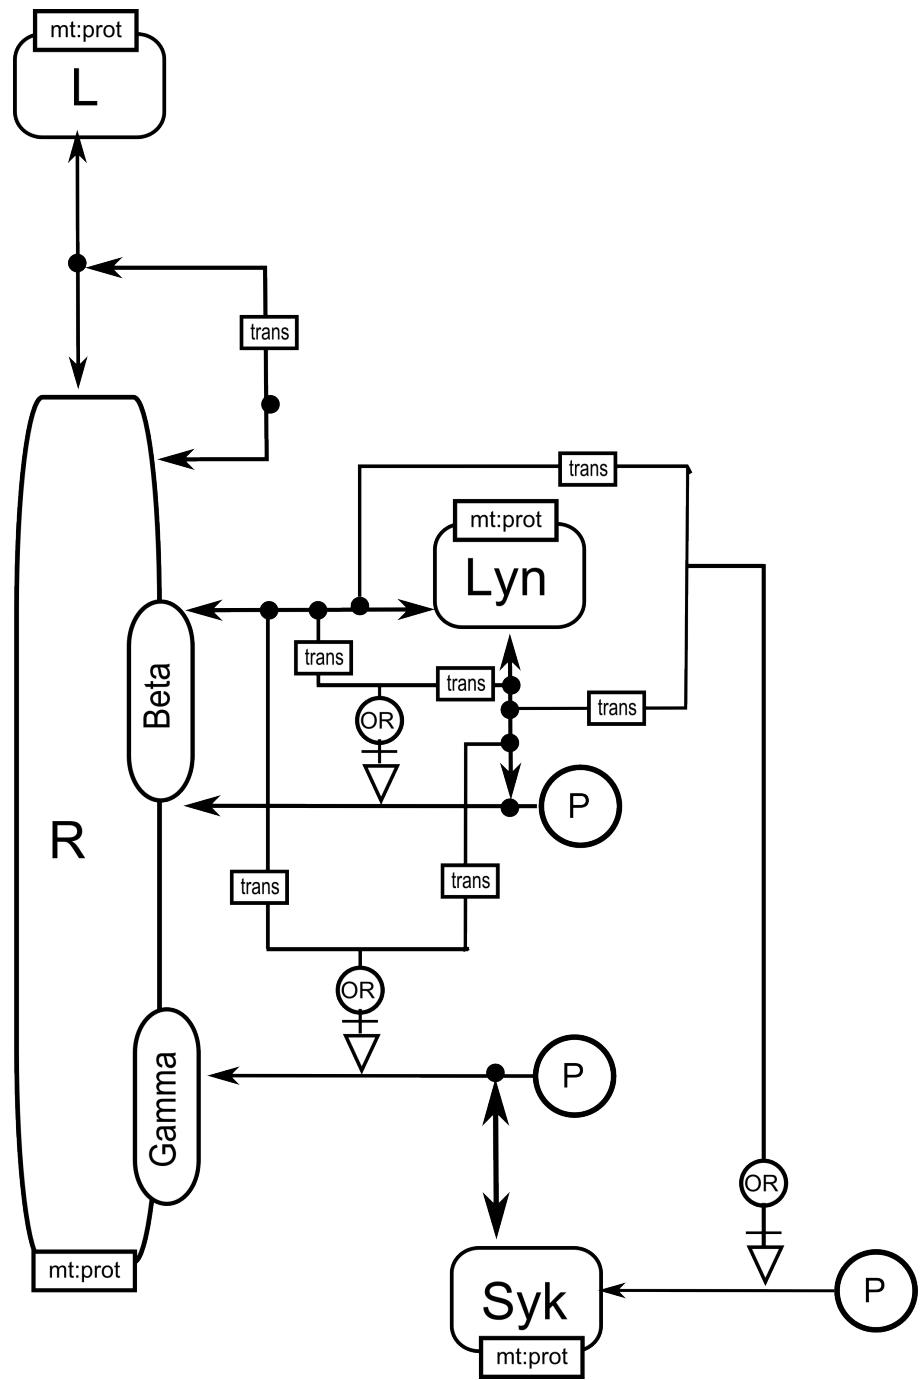 mt:prot
L
trans
trans
mt:prot
Lyn
trans
trans
trans
Beta
OR
P
R
trans
trans
OR
Gamma
P
OR
mt:prot
Syk
P
mt:prot